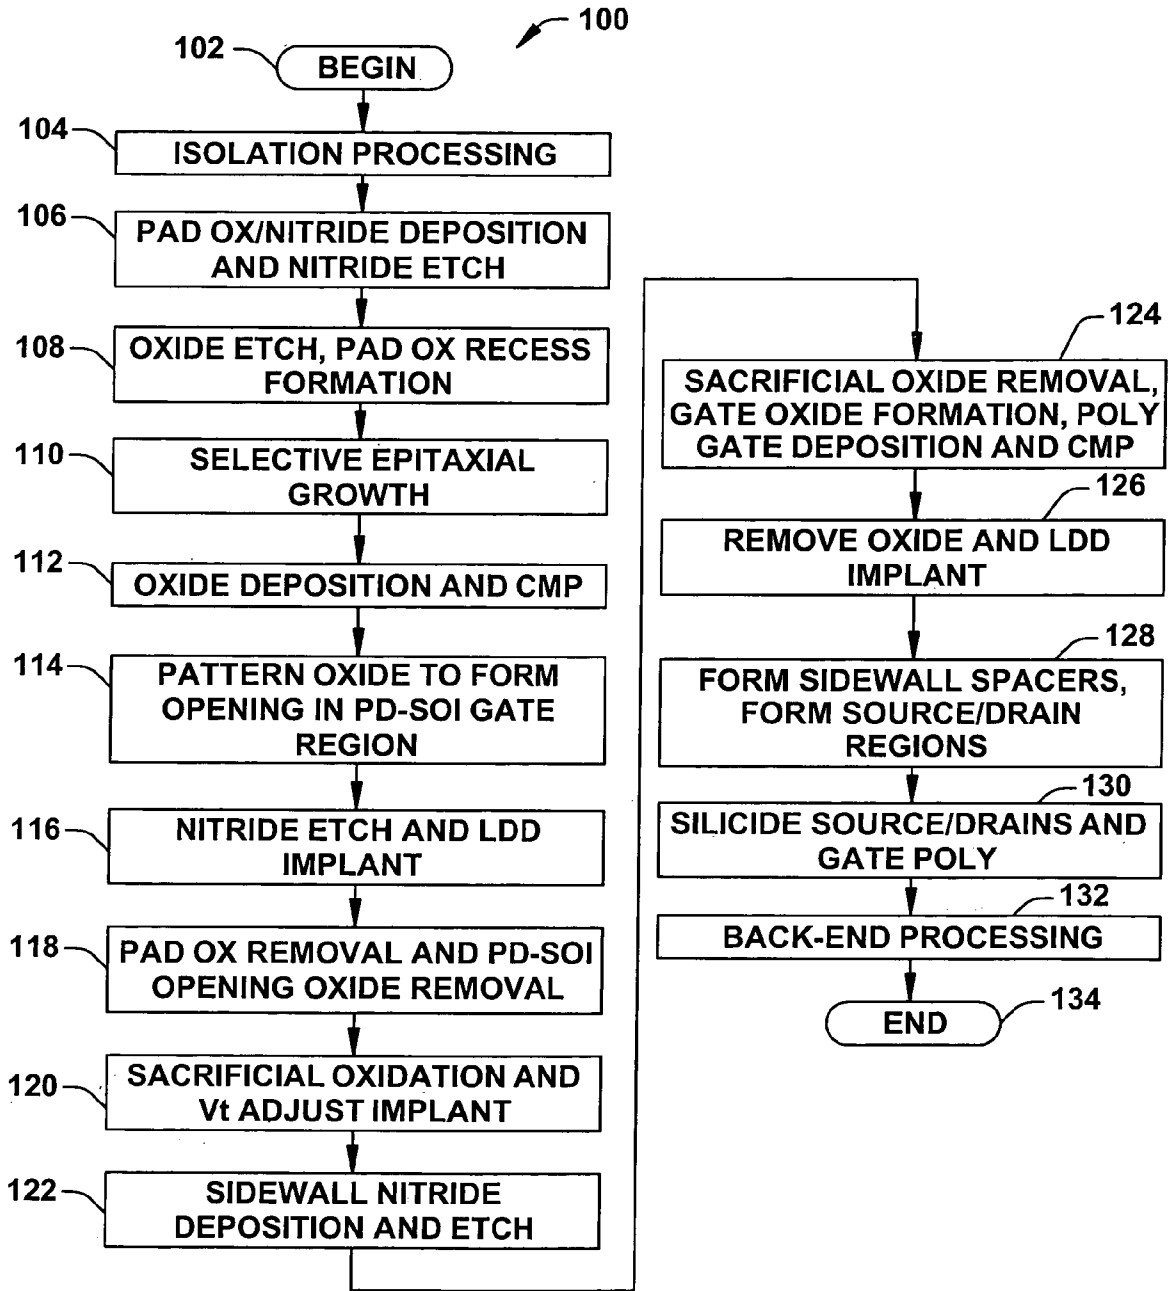 100
102
BEGIN
104
ISOLATION PROCESSING
106
PAD OX/NITRIDE DEPOSITION
AND NITRIDE ETCH
108
OXIDE ETCH, PAD OX RECESS
FORMATION
110
SELECTIVE EPITAXIAL
GROWTH
112
OXIDE DEPOSITION AND CMP
114
PATTERN OXIDE TO FORM
OPENING IN PD-SOI GATE
REGION
116
NITRIDE ETCH AND LDD
IMPLANT
118
PAD OX REMOVAL AND PD-SOI
OPENING OXIDE REMOVAL
120
SACRIFICIAL OXIDATION AND
Vt ADJUST IMPLANT
122
SIDEWALL NITRIDE
DEPOSITION AND ETCH
124
SACRIFICIAL OXIDE REMOVAL,
GATE OXIDE FORMATION, POLY
GATE DEPOSITION AND CMP
126
REMOVE OXIDE AND LDD
IMPLANT
128
FORM SIDEWALL SPACERS,
FORM SOURCE/DRAIN
REGIONS
130
SILICIDE SOURCE/DRAINS AND
GATE POLY
132
BACK-END PROCESSING
END
134